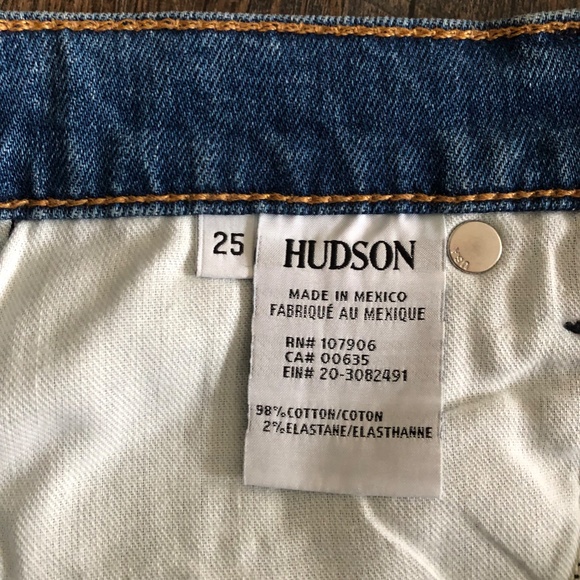 25
HUDSON
MADE IN MEXICO
FABRIQUÉ AU MEXIQUE
RN# 107906
CA# 00635
EIN# 20-3082491
98%COTTON/COTON
2%ELASTANE/ELASTHANNE